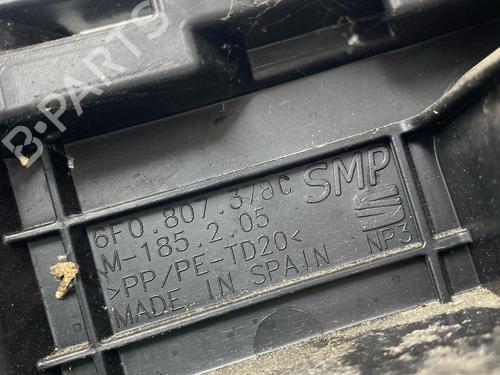 B-PARTS
6F0.807.378C
SMP
M-185.2.05
>PP/PE-TD20<
NP3
MADE IN SPAIN